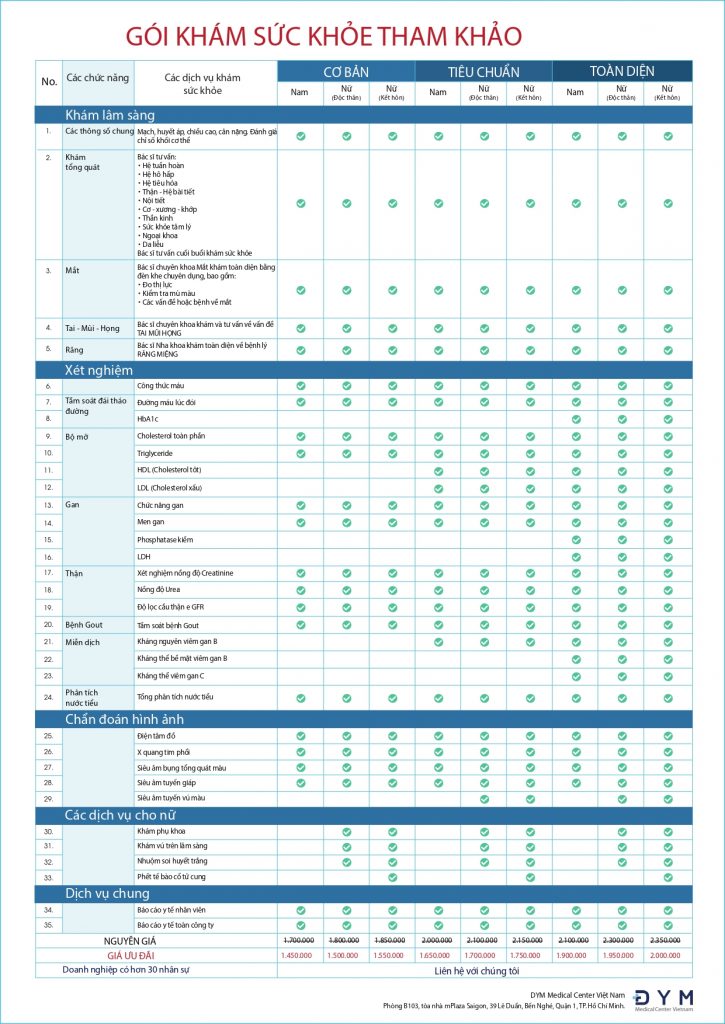 GÓI KHÁM SỨC KHỎE THAM KHẢO
No.
Các chức năng
Các dịch vụ khám
sức khỏe
CƠ BẢN
TIÊU CHUẨN
TOÀN DIỆN
Nam
Nữ
(Độc thân)
Nữ
(Kết hôn)
Nam
Nữ
(Độc thân)
Nữ
(Kết hôn)
Nam
Nữ
(Độc thân)
Nữ
(Kết hôn)
Khám lâm sàng
1. Các thông số chung Mạch, huyết áp, chiều cao, cân nặng. Đánh giá
chỉ số khối cơ thể
2. Khám
tổng quát
Bác sĩ tư vấn:
• Hệ tuần hoàn
• Hệ hô hấp
• Hệ tiêu hóa
• Thận - Hệ bài tiết
• Nội tiết
• Cơ - xương - khớp
• Thần kinh
• Sức khỏe tâm lý
• Ngoại khoa
• Da liễu
Bác sĩ tư vấn cuối buổi khám sức khỏe
3. Mắt
Bác sĩ chuyên khoa Mắt khám toàn diện bằng
đèn khe chuyên dụng, bao gồm:
• Đo thị lực
• Kiểm tra mù màu
• Các vấn đề hoặc bệnh về mắt
4. Tai - Mũi - Họng
Bác sĩ chuyên khoa khám và tư vấn về vấn đề
TAI MŨI HỌNG
5. Răng
Bác sĩ Nha khoa khám toàn diện về bệnh lý
RĂNG MIỆNG
Xét nghiệm
6. Công thức máu
7. Tầm soát đái tháo
đường
Đường máu lúc đói
8. HbA1c
9. Bộ mỡ Cholesterol toàn phần
10. Triglyceride
11. HDL (Cholesterol tốt)
12. LDL (Cholesterol xấu)
13. Gan Chức năng gan
14. Men gan
15. Phosphatase kiềm
16. LDH
17. Thận Xét nghiệm nồng độ Creatinine
18. Nồng độ Urea
19. Độ lọc cầu thận e GFR
20. Bệnh Gout Tầm soát bệnh Gout
21. Miễn dịch Kháng nguyên viêm gan B
22. Kháng thể bề mặt viêm gan B
23. Kháng thể viêm gan C
24. Phân tích
nước tiểu
Tổng phân tích nước tiểu
Chẩn đoán hình ảnh
25. Điện tâm đồ
26. X quang tim phổi
27. Siêu âm bụng tổng quát màu
28. Siêu âm tuyến giáp
29. Siêu âm tuyến vú màu
Các dịch vụ cho nữ
30. Khám phụ khoa
31. Khám vú trên lâm sàng
32. Nhuộm soi huyết trắng
33. Phết tế bào cổ tử cung
Dịch vụ chung
34. Báo cáo y tế nhân viên
35. Báo cáo y tế toàn công ty
NGUYÊN GIÁ 1.700.000 1.800.000 1.850.000 2.000.000 2.100.000 2.150.000 2.100.000 2.300.000 2.350.000
GIÁ ƯU ĐÃI 1.450.000 1.500.000 1.550.000 1.650.000 1.700.000 1.750.000 1.900.000 1.950.000 2.000.000
Doanh nghiệp có hơn 30 nhân sự Liên hệ với chúng tôi
DYM Medical Center Việt Nam
Phòng B103, tòa nhà mPlaza Saigon, 39 Lê Duẩn, Bến Nghé, Quận 1, TP. Hồ Chí Minh.
DYM
Medical Center Vietnam